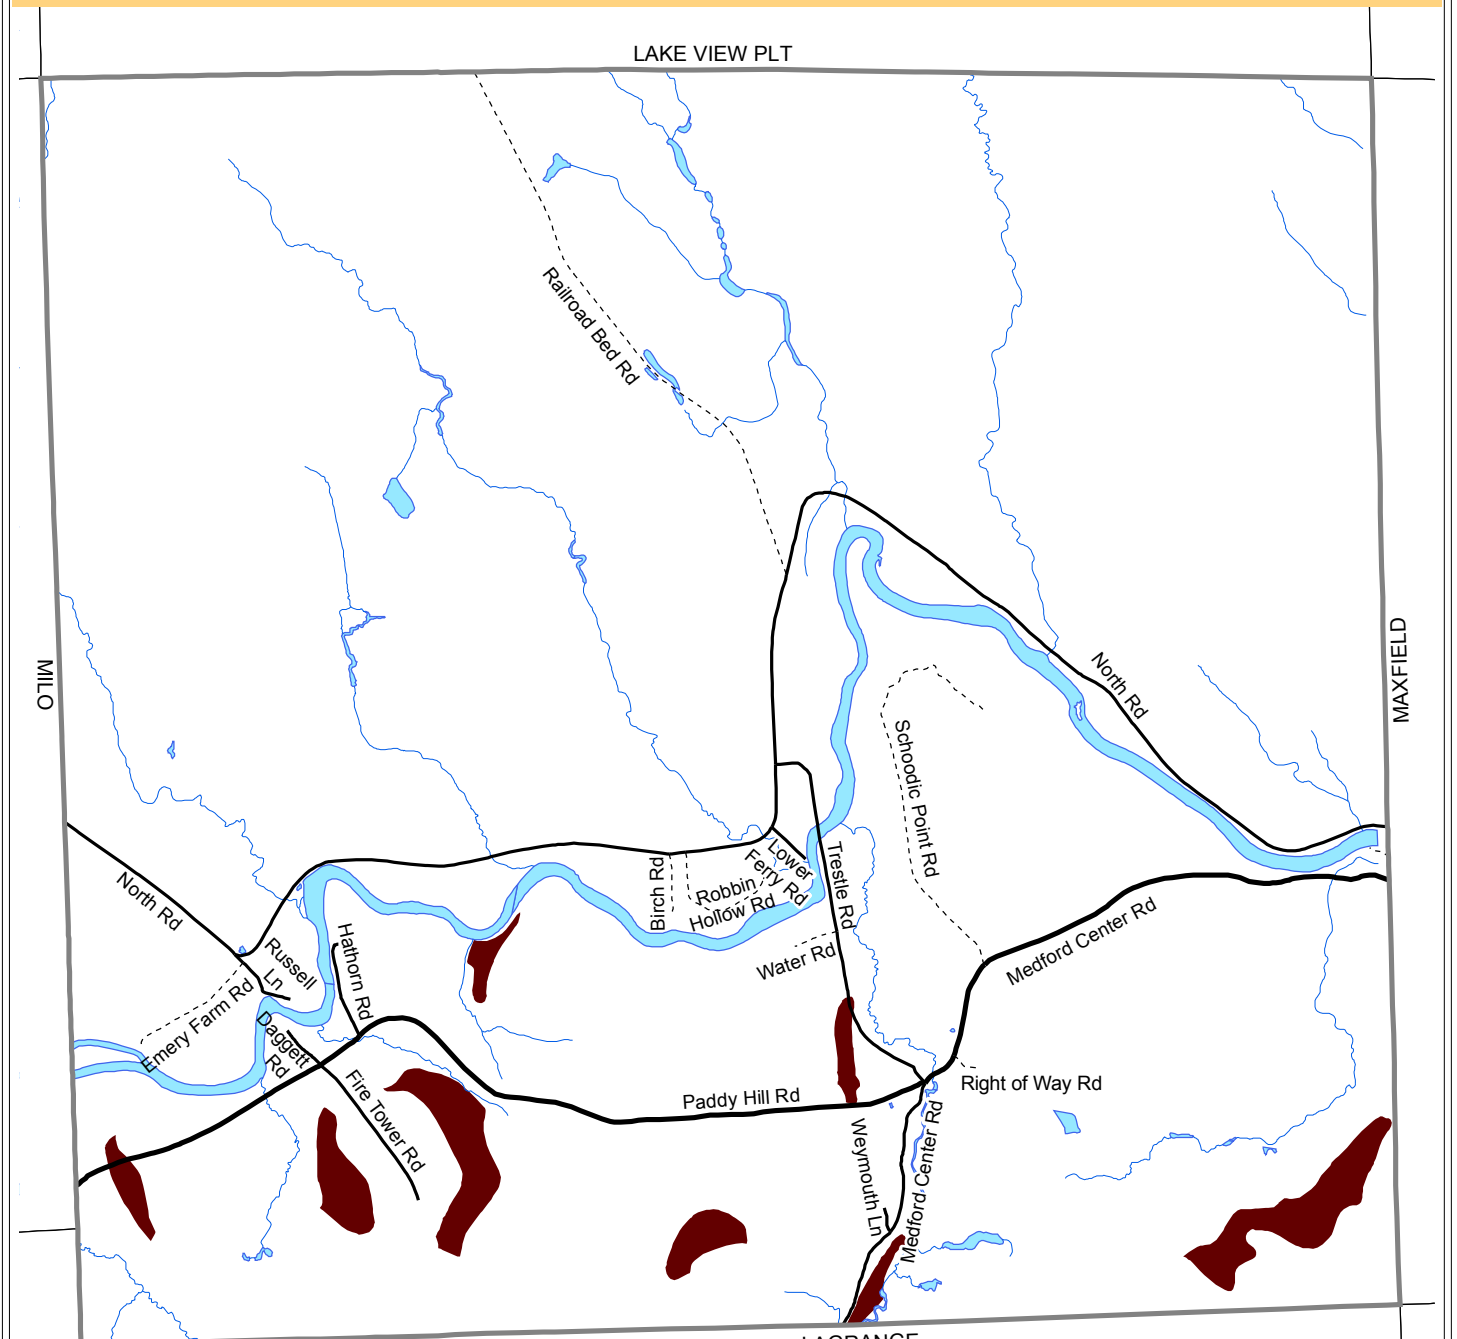 LAKE VIEW PLT
Railroad Bed Rd
MILO
MAXFIELD
North Rd
Schoodic Point Rd
Lower
Ferry Rd
Trestle Rd
Birch Rd
Robbin
Hollow Rd
North Rd
Russell
Ln
Hathorn Rd
Water Rd
Medford Center Rd
Emery Farm Rd
Daggett
Rd
Fire Tower Rd
Paddy Hill Rd
Right of Way Rd
Weymouth Ln
Medford Center Rd
LAGRANGE